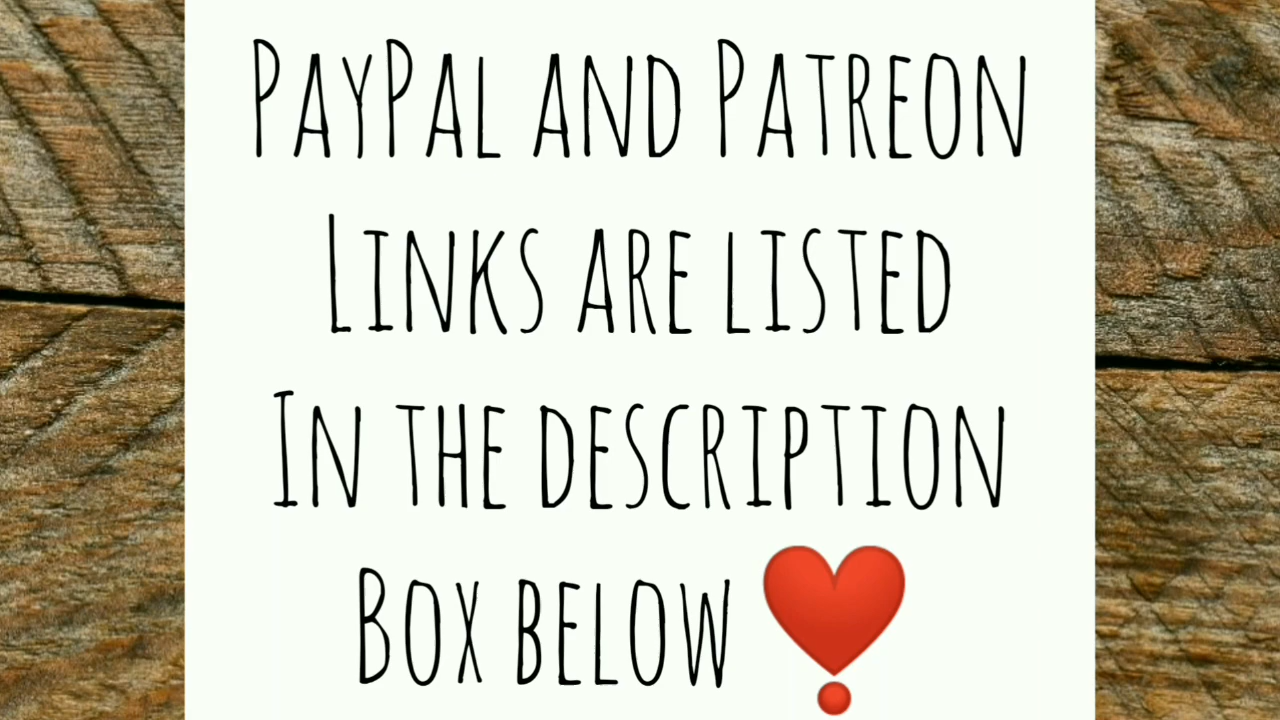 PayPal and Patreon
Links are listed
In the description
Box below ❣️